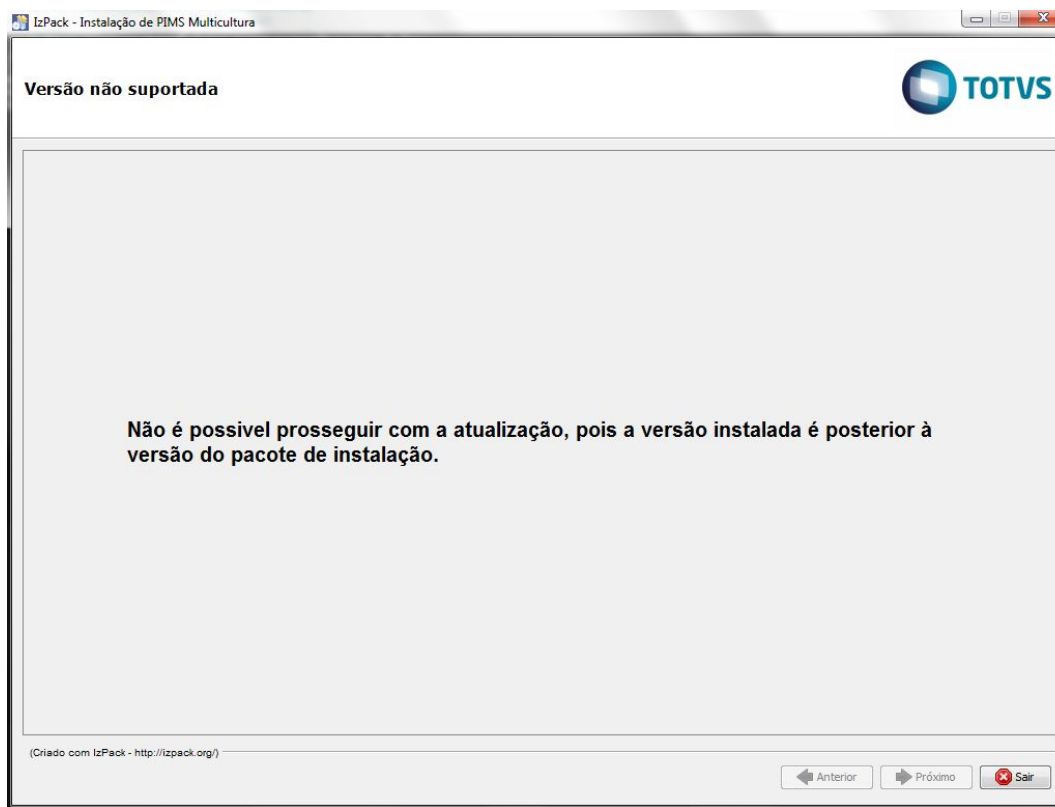 IzPack - Instalação de PIMS Multicultura
Versão não suportada
TOTVS
Não é possivel prosseguir com a atualização, pois a versão instalada é posterior à
versão do pacote de instalação.
(Criado com IzPack - http://izpack.org/)
Anterior
Próximo
Sair